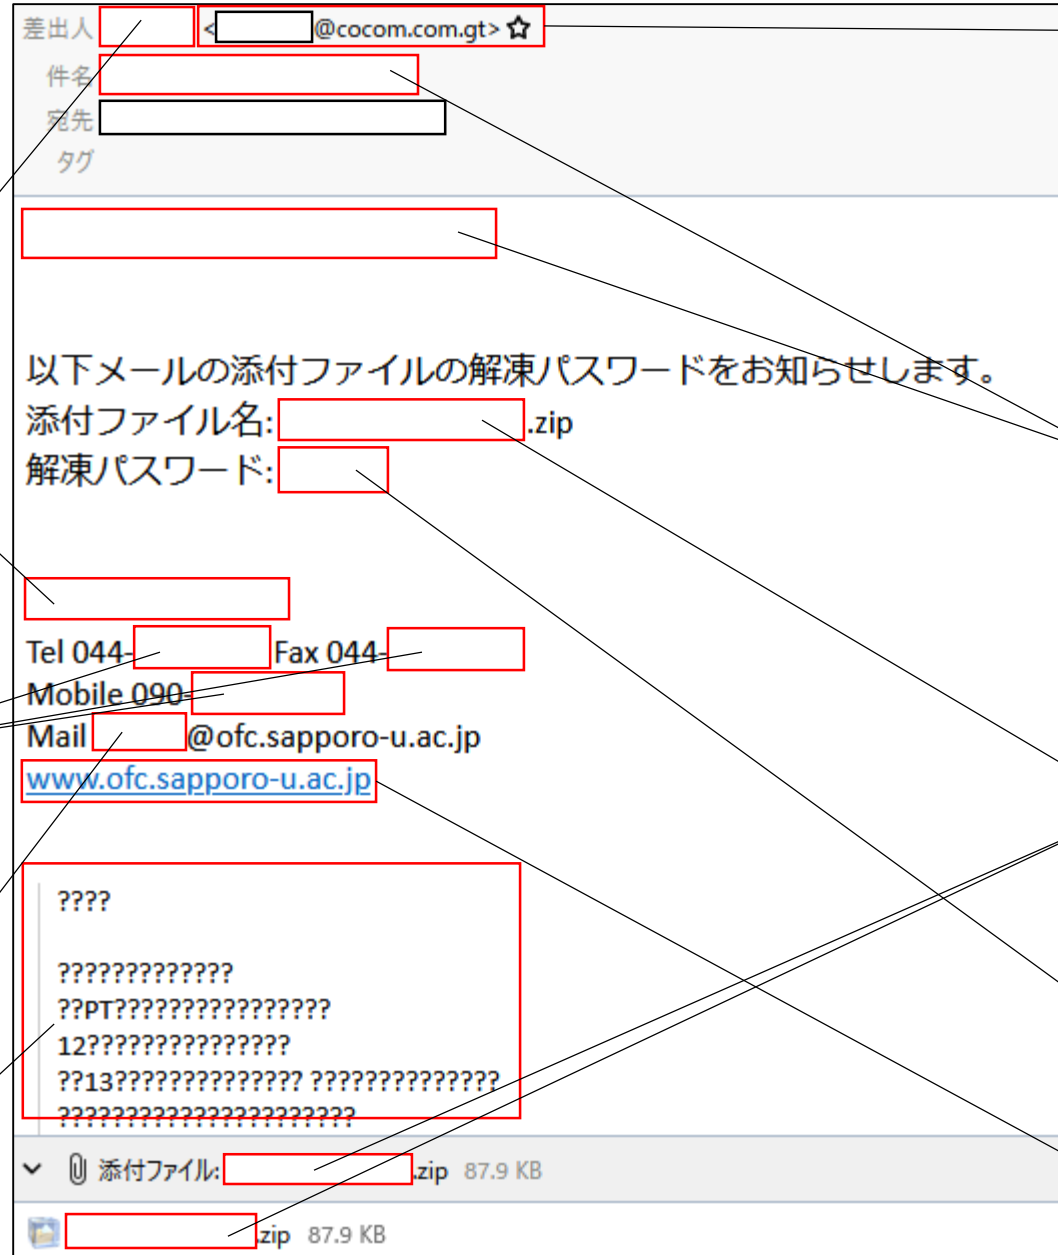 差出人 < @cocom.com.gt> ☆
件名
宛先
タグ
以下メールの添付ファイルの解凍パスワードをお知らせします。
添付ファイル名: .zip
解凍パスワード:
Tel 044- Fax 044-
Mobile 090-
Mail @ofc.sapporo-u.ac.jp
www.ofc.sapporo-u.ac.jp
????
?????????????
??PT????????????????
12???????????????
??13?????????????? ??????????????
??????????????????????
添付ファイル: .zip 87.9 KB
.zip 87.9 KB